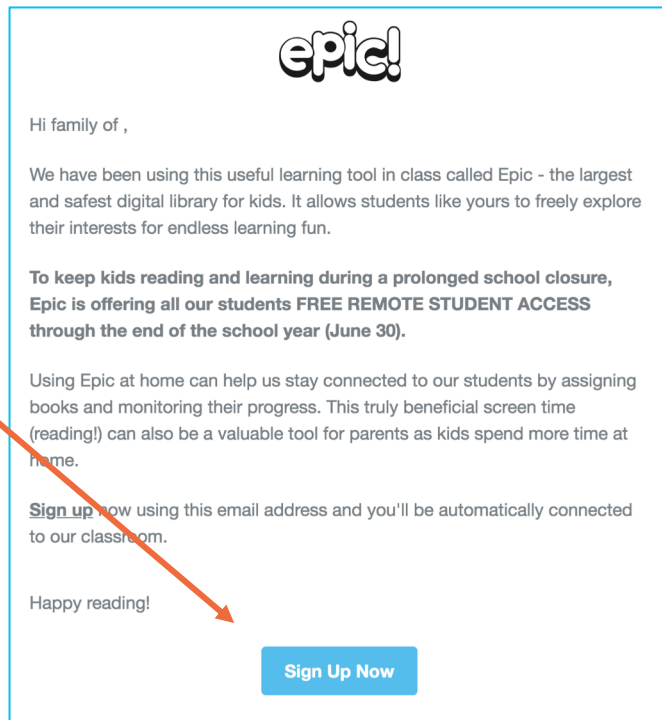 epic!
Hi family of ,
We have been using this useful learning tool in class called Epic - the largest
and safest digital library for kids. It allows students like yours to freely explore
their interests for endless learning fun.
To keep kids reading and learning during a prolonged school closure,
Epic is offering all our students FREE REMOTE STUDENT ACCESS
through the end of the school year (June 30).
Using Epic at home can help us stay connected to our students by assigning
books and monitoring their progress. This truly beneficial screen time
(reading!) can also be a valuable tool for parents as kids spend more time at
home.
Sign up now using this email address and you'll be automatically connected
to our classroom.
Happy reading!
Sign Up Now